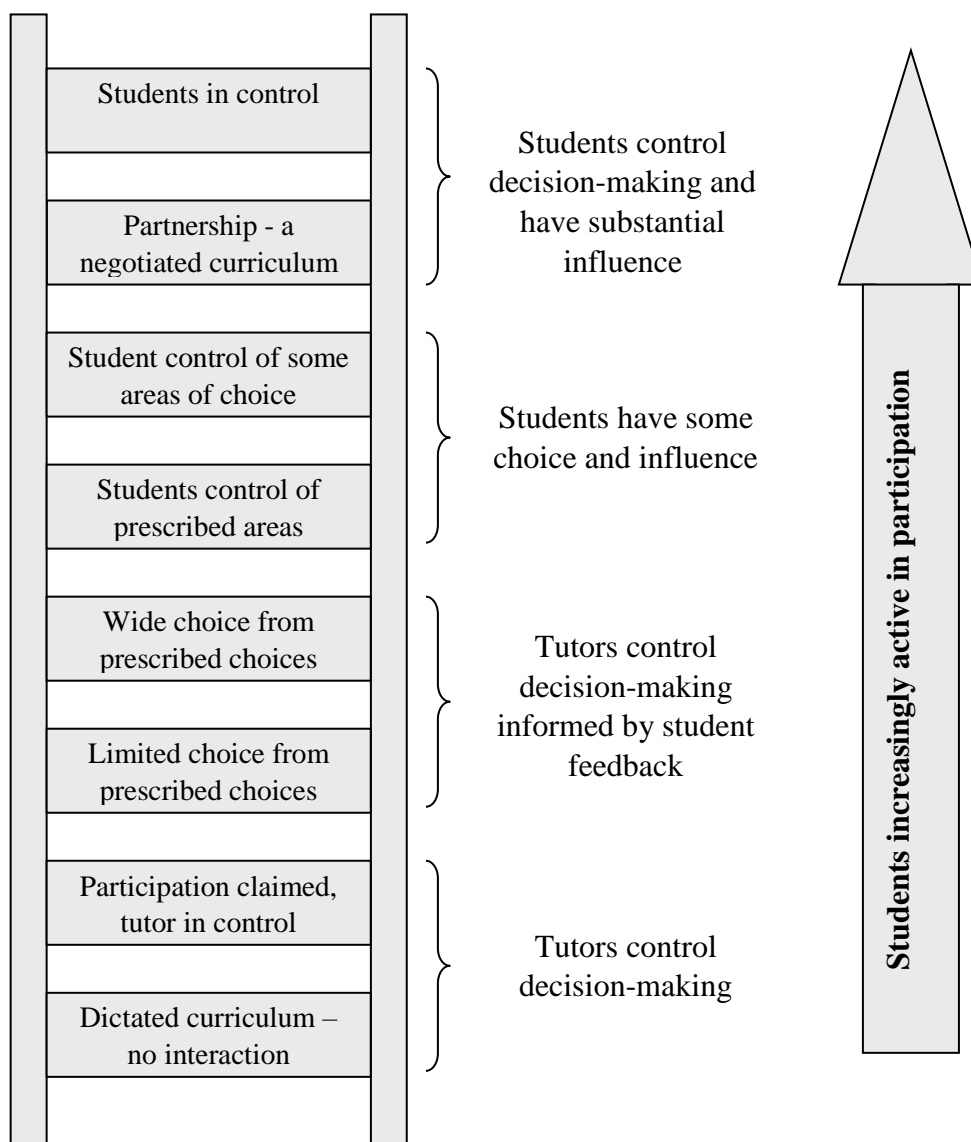 Students in control
Partnership - a
negotiated curriculum
Students control
decision-making and
have substantial
influence
Student control of some
areas of choice
Students control of
prescribed areas
Students have some
choice and influence
Wide choice from
prescribed choices
Limited choice from
prescribed choices
Tutors control
decision-making
informed by student
feedback
Participation claimed,
tutor in control
Dictated curriculum –
no interaction
Tutors control
decision-making
Students increasingly active in participation